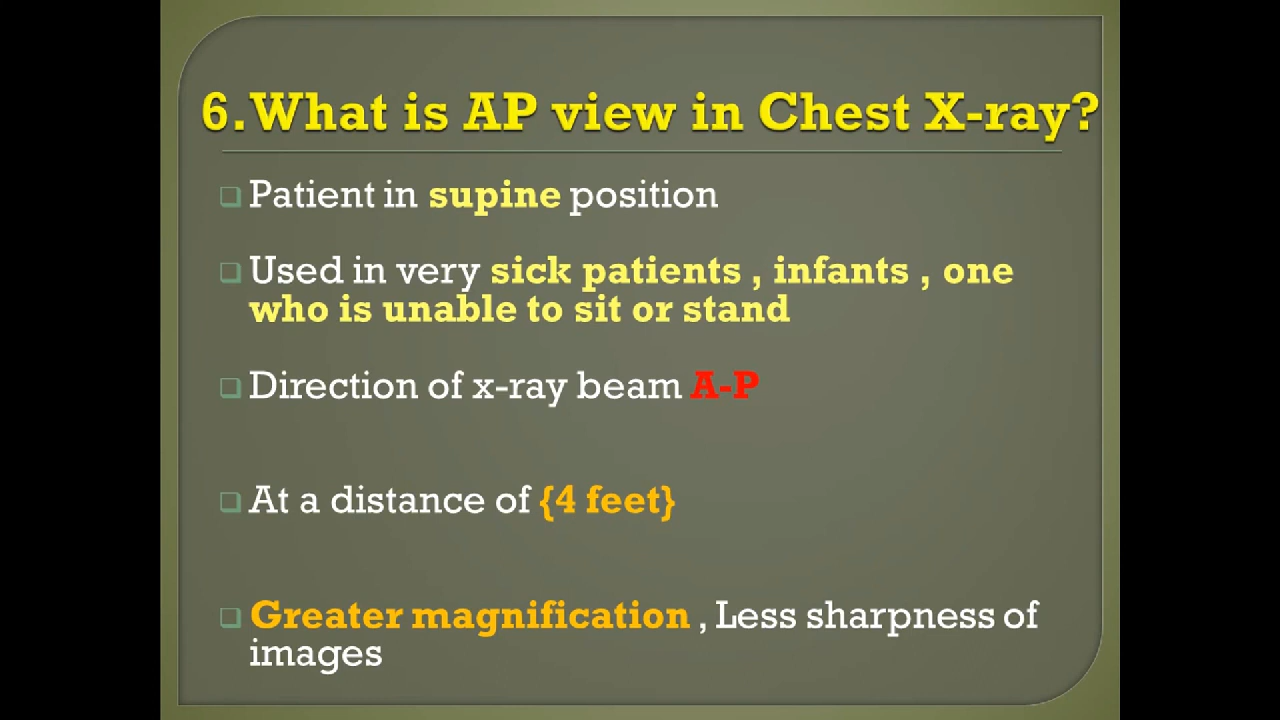 6.What is AP view in Chest X-ray?
Patient in supine position
Used in very sick patients , infants , one
who is unable to sit or stand
Direction of x-ray beam A-P
At a distance of {4 feet}
Greater magnification , Less sharpness of
images